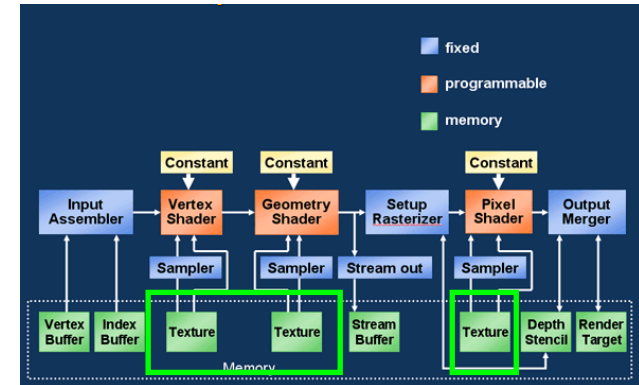 fixed
programmable
memory
Constant
Constant
Constant
Input
Assembler
Vertex
Shader
Geometry
Shader
Setup
Rasterizer
Pixel
Shader
Output
Merger
Sampler
Sampler
Stream out
Sampler
Vertex
Buffer
Index
Buffer
Texture
Texture
Stream
Buffer
Texture
Depth
Stencil
Render
Target
Memory